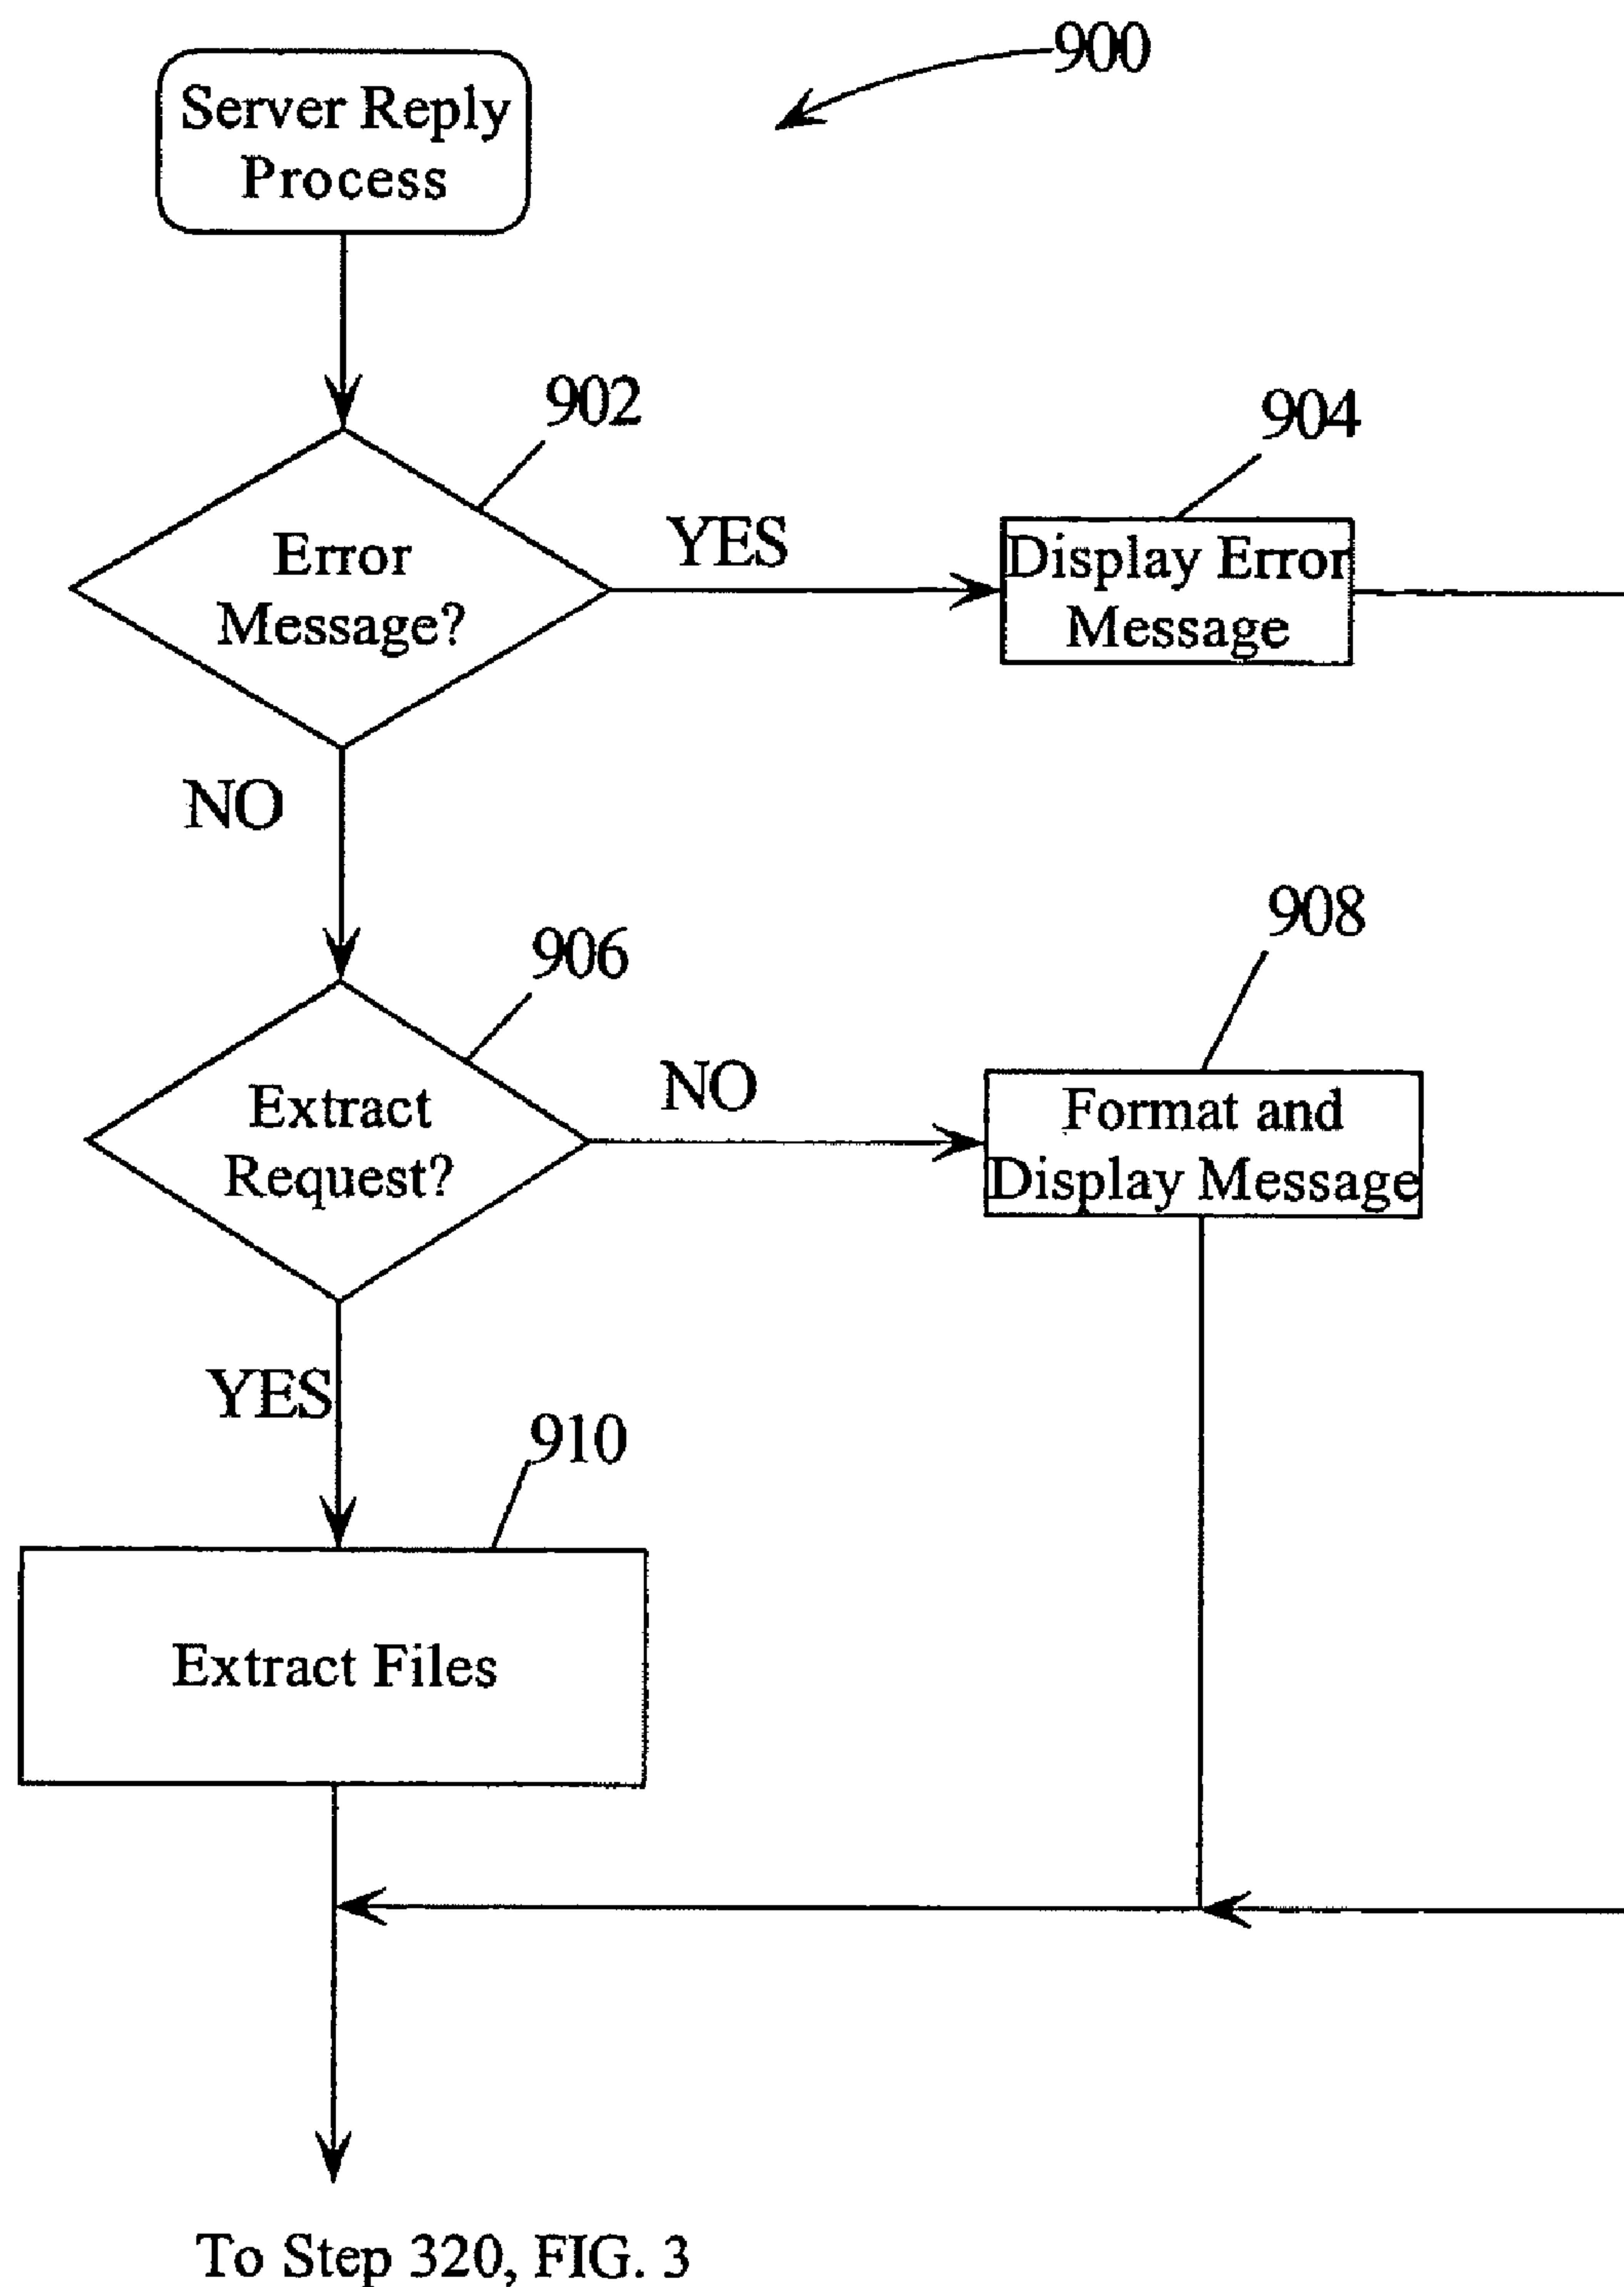 900
Server Reply
Process
902
904
Error
Message?
YES
Display Error
Message
NO
906
908
Extract
Request?
NO
Format and
Display Message
YES
910
Extract Files
To Step 320, FIG. 3